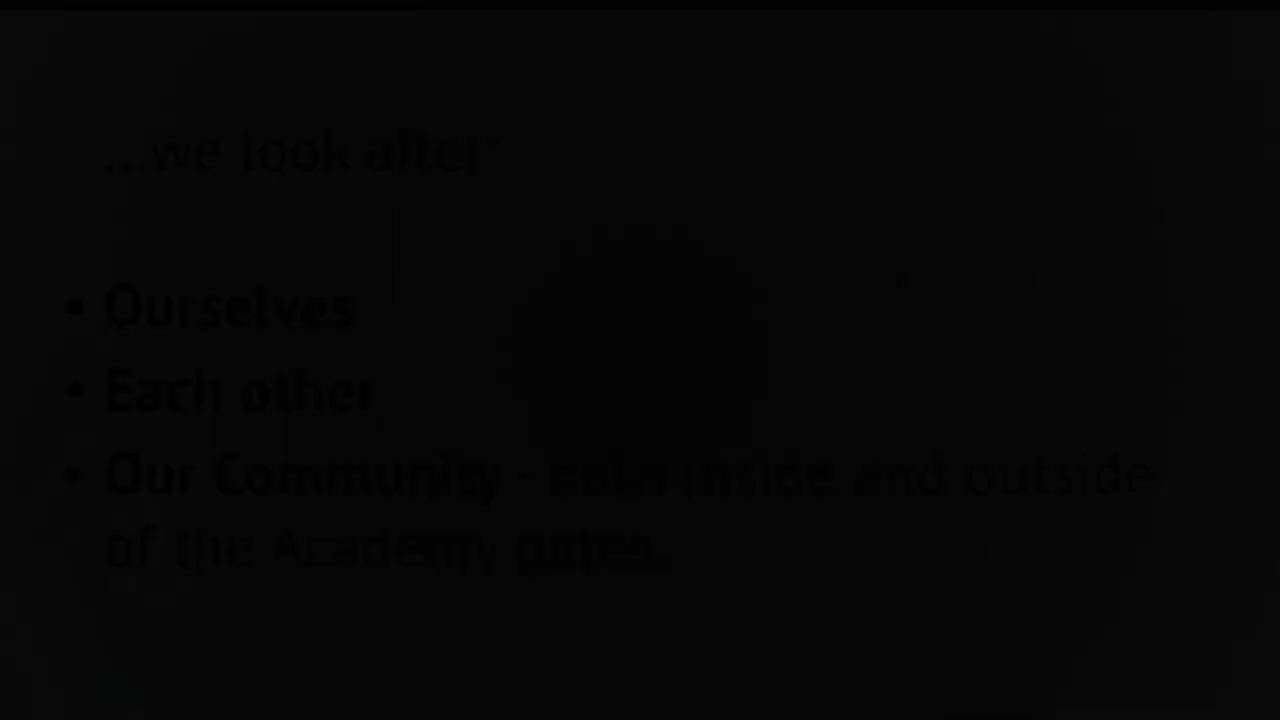 ...we look after
• Ourselves
• Each other
• Our Community - both inside and outside
of the Academy gates